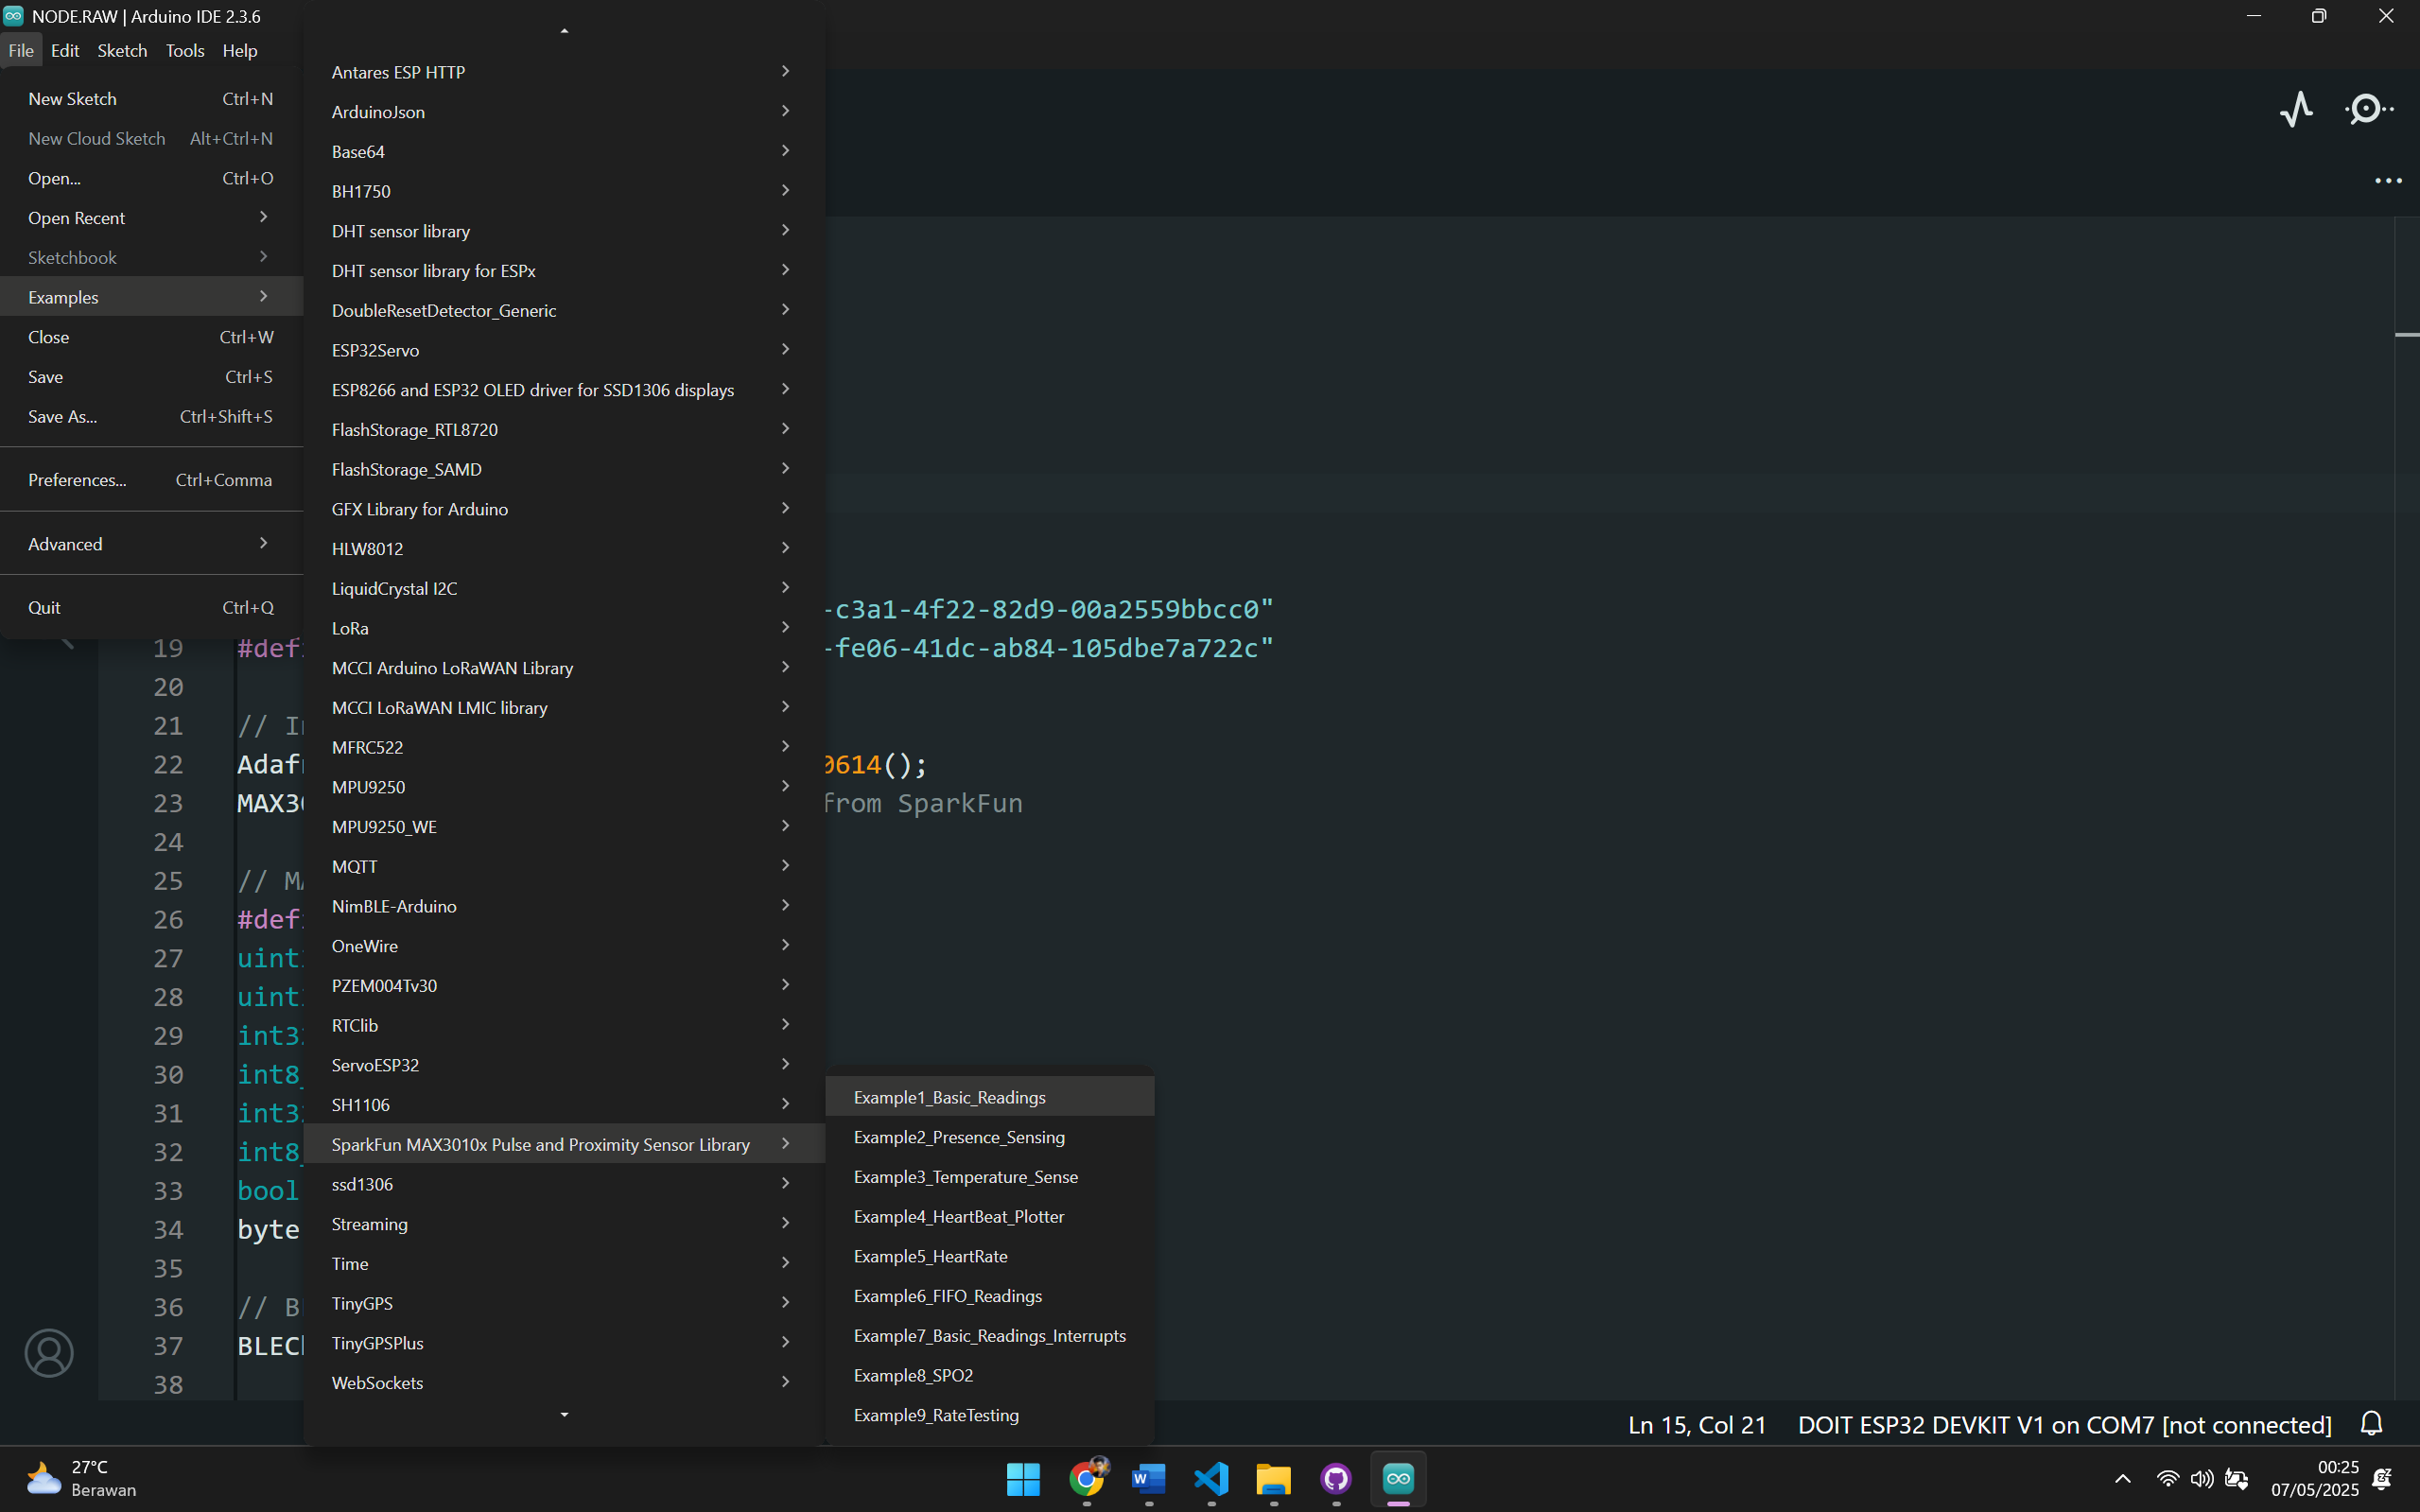 NODE.RAW | Arduino IDE 2.3.6
File Edit Sketch Tools Help
New Sketch Ctrl+N
New Cloud Sketch Alt+Ctrl+N
Open... Ctrl+O
Open Recent
Sketchbook
Examples
Close Ctrl+W
Save Ctrl+S
Save As... Ctrl+Shift+S
Preferences... Ctrl+Comma
Advanced
Quit Ctrl+Q
Antares ESP HTTP
ArduinoJson
Base64
BH1750
DHT sensor library
DHT sensor library for ESPx
DoubleResetDetector_Generic
ESP32Servo
ESP8266 and ESP32 OLED driver for SSD1306 displays
FlashStorage_RTL8720
FlashStorage_SAMD
GFX Library for Arduino
HLW8012
LiquidCrystal I2C
LoRa
MCCI Arduino LoRaWAN Library
MCCI LoRaWAN LMIC library
MFRC522
MPU9250
MPU9250_WE
MQTT
NimBLE-Arduino
OneWire
PZEM004Tv30
RTClib
ServoESP32
SH1106
SparkFun MAX3010x Pulse and Proximity Sensor Library
ssd1306
Streaming
Time
TinyGPS
TinyGPSPlus
WebSockets
Example1_Basic_Readings
Example2_Presence_Sensing
Example3_Temperature_Sense
Example4_HeartBeat_Plotter
Example5_HeartRate
Example6_FIFO_Readings
Example7_Basic_Readings_Interrupts
Example8_SPO2
Example9_RateTesting
-c3a1-4f22-82d9-00a2559bbcc0"
19 #def -fe06-41dc-ab84-105dbe7a722c"
20
21 //
22 Adaf 0614();
23 MAX3 from SparkFun
24
25 // M
26 #def
27 uint
28 uint
29 int3
30 int8_
31 int3
32 int8_
33 bool
34 byte
35
36 // B
37 BLEC
38
Ln 15, Col 21 DOIT ESP32 DEVKIT V1 on COM7 [not connected]
27°C
Berawan
00:25
07/05/2025